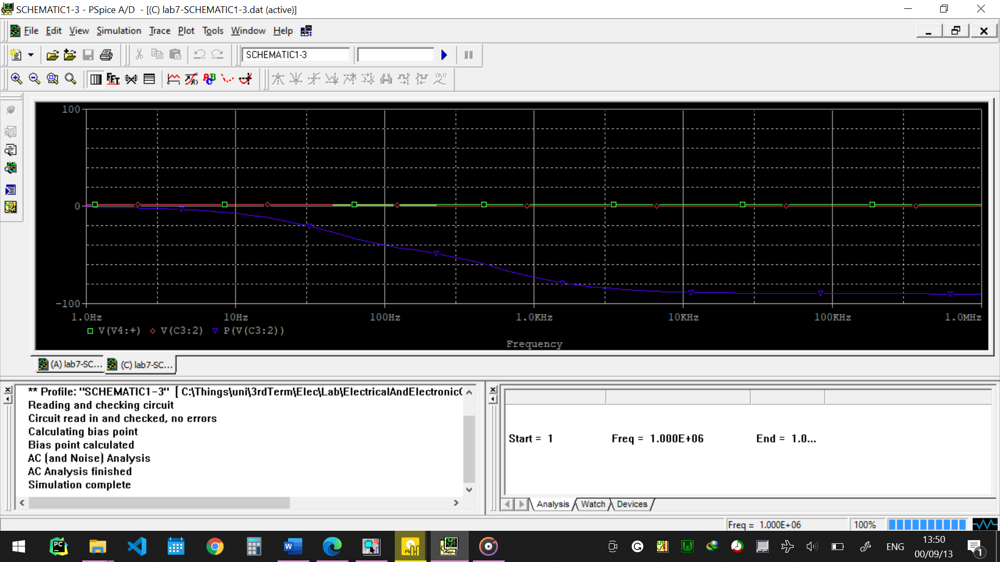 SCHEMATIC1-3 - PSpice A/D - [(C) lab7-SCHEMATIC1-3.dat (active)]
File Edit View Simulation Trace Plot Tools Window Help
SCHEMATIC1-3
100
0
-100
1.0Hz 10Hz 100Hz 1.0KHz 10KHz 100KHz 1.0MHz
V(V4:+) V(C3:2) P(V(C3:2))
Frequency
(A) lab7-SC... (C) lab7-SC...
** Profile: "SCHEMATIC1-3" [ C:\Things\uni\3rdTerm\Elec\Lab\ElectricalAndElectronicC
Reading and checking circuit
Circuit read in and checked, no errors
Calculating bias point
Bias point calculated
AC (and Noise) Analysis
AC Analysis finished
Simulation complete
Start = 1 Freq = 1.000E+06 End = 1.0...
Analysis Watch Devices
Freq = 1.000E+06 100%
ENG
13:50
00/09/13
1